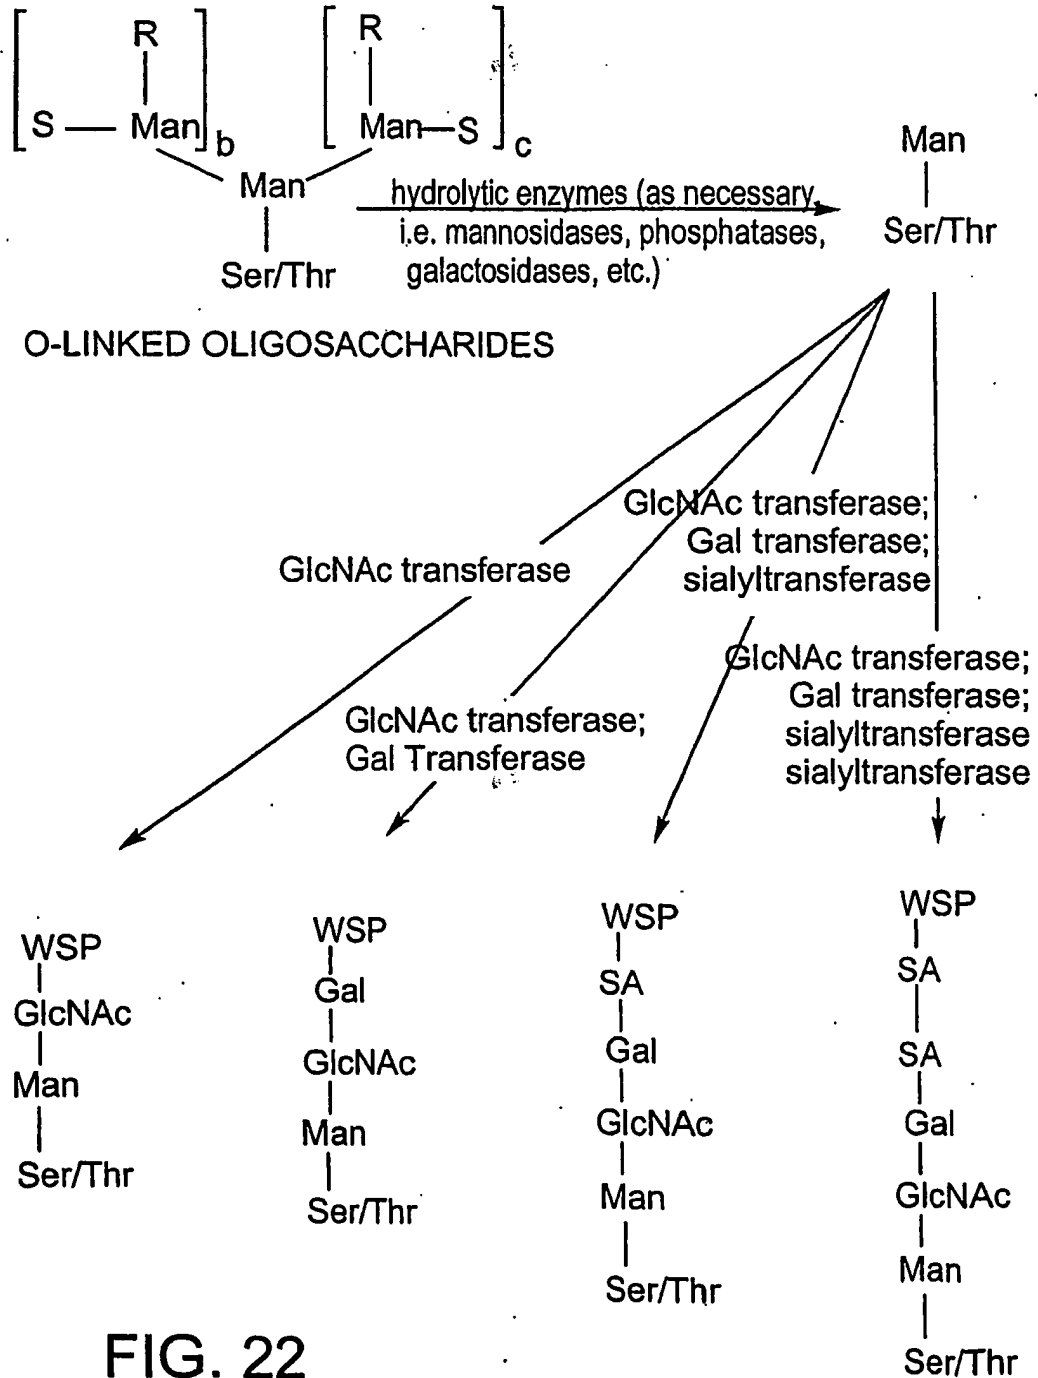 R
R
S Man b
Man S c
Man
Ser/Thr
hydrolytic enzymes (as necessary,
i.e. mannosidases, phosphatases,
galactosidases, etc.)
Man
Ser/Thr
O-LINKED OLIGOSACCHARIDES
GlcNAc transferase
GlcNAc transferase;
Gal Transferase
GlcNAc transferase;
Gal transferase;
sialyltransferase
GlcNAc transferase;
Gal transferase;
sialyltransferase
sialyltransferase
WSP
GlcNAc
Man
Ser/Thr
WSP
Gal
GlcNAc
Man
Ser/Thr
WSP
SA
Gal
GlcNAc
Man
Ser/Thr
WSP
SA
SA
Gal
GlcNAc
Man
Ser/Thr
FIG. 22